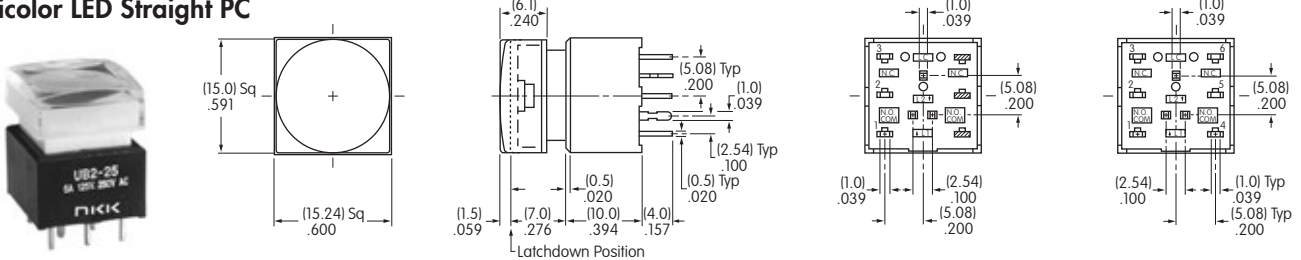 icolor LED Straight PC
UB2-25
5A 125V 250V AC
NKK
(15.0) Sq
.591
(15.24) Sq
.600
(6.1)
.240
(5.08) Typ
.200
(1.0)
.039
(2.54) Typ
.100
(0.5) Typ
.020
(0.5)
.020
(1.5)
.059
(7.0)
.276
(10.0)
.394
(4.0)
.157
Latchdown Position
(1.0)
.039
3
LC
N.C.
2
L2
N.O.
COM
1
(5.08)
.200
(1.0)
.039
(2.54)
.100
(5.08)
.200
(1.0)
.039
3
LC
6
N.C.
N.C.
2
L2
5
N.O.
COM
N.O.
COM
1
4
(5.08)
.200
(2.54)
.100
(1.0) Typ
.039
(5.08) Typ
.200